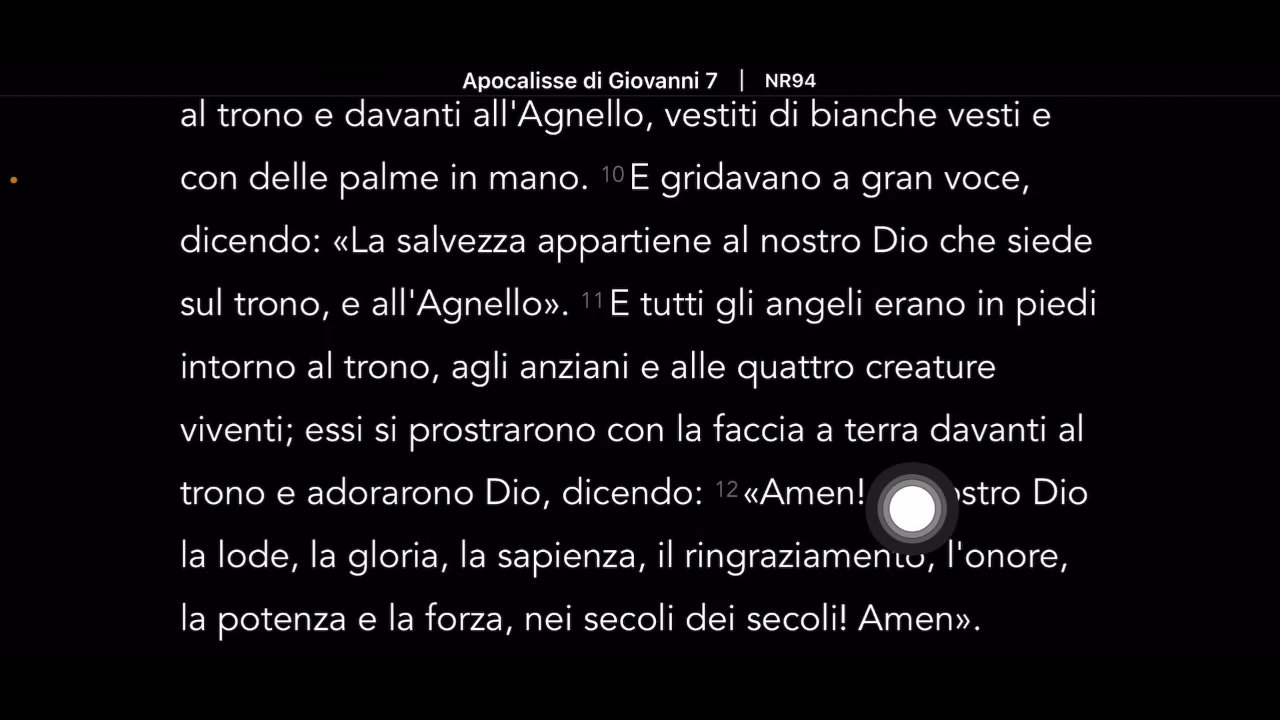 Apocalisse di Giovanni 7 | NR94
al trono e davanti all'Agnello, vestiti di bianche vesti e
con delle palme in mano. 10 E gridavano a gran voce,
dicendo: «La salvezza appartiene al nostro Dio che siede
sul trono, e all'Agnello». 11 E tutti gli angeli erano in piedi
intorno al trono, agli anziani e alle quattro creature
viventi; essi si prostrarono con la faccia a terra davanti al
trono e adorarono Dio, dicendo: 12 «Amen! Dio
la lode, la gloria, la sapienza, il ringraziamento, l'onore,
la potenza e la forza, nei secoli dei secoli! Amen».